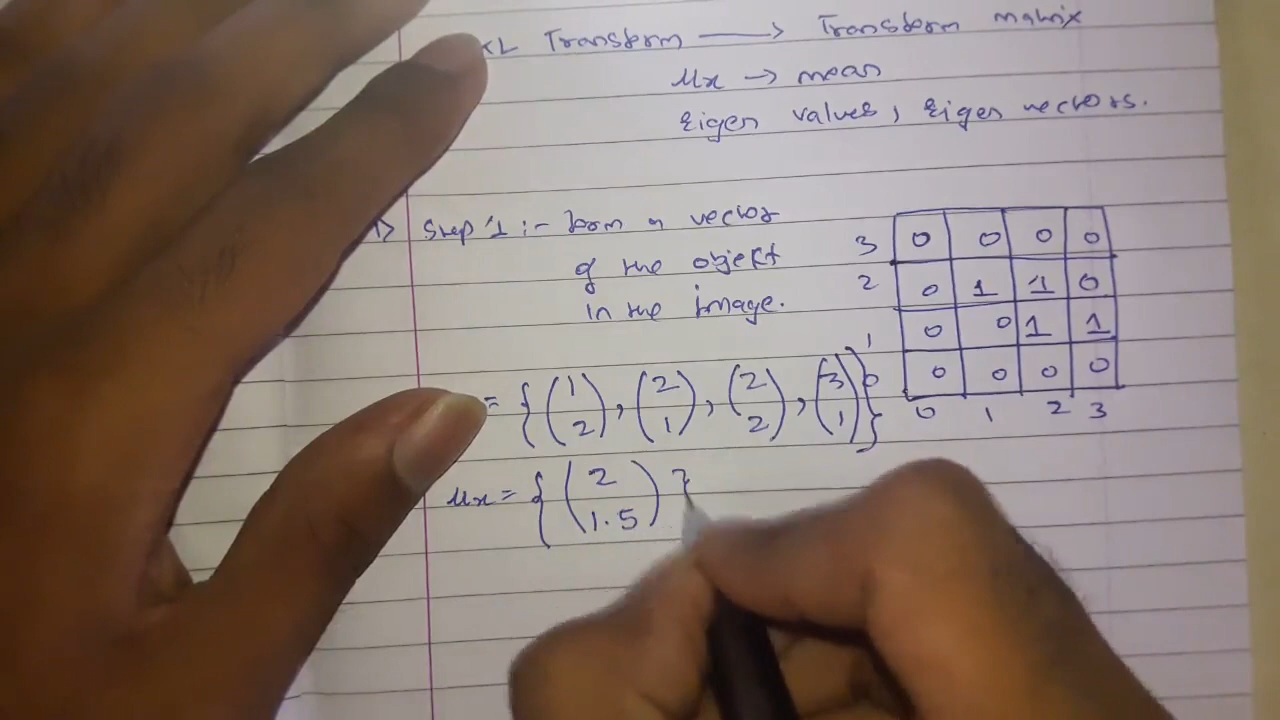 KL Transform → Transform matrix
μx → mean
Eigen values, Eigen vectors.
Step 1 :- Form a vector
of the object
in the image.
3 0 0 0 0
2 0 1 1 0
1 0 0 1 1
0 0 0 0 0
0 1 2 3
= {(1 2), (2 1), (2 2), (3 1)}
μx = {(2 1.5)}